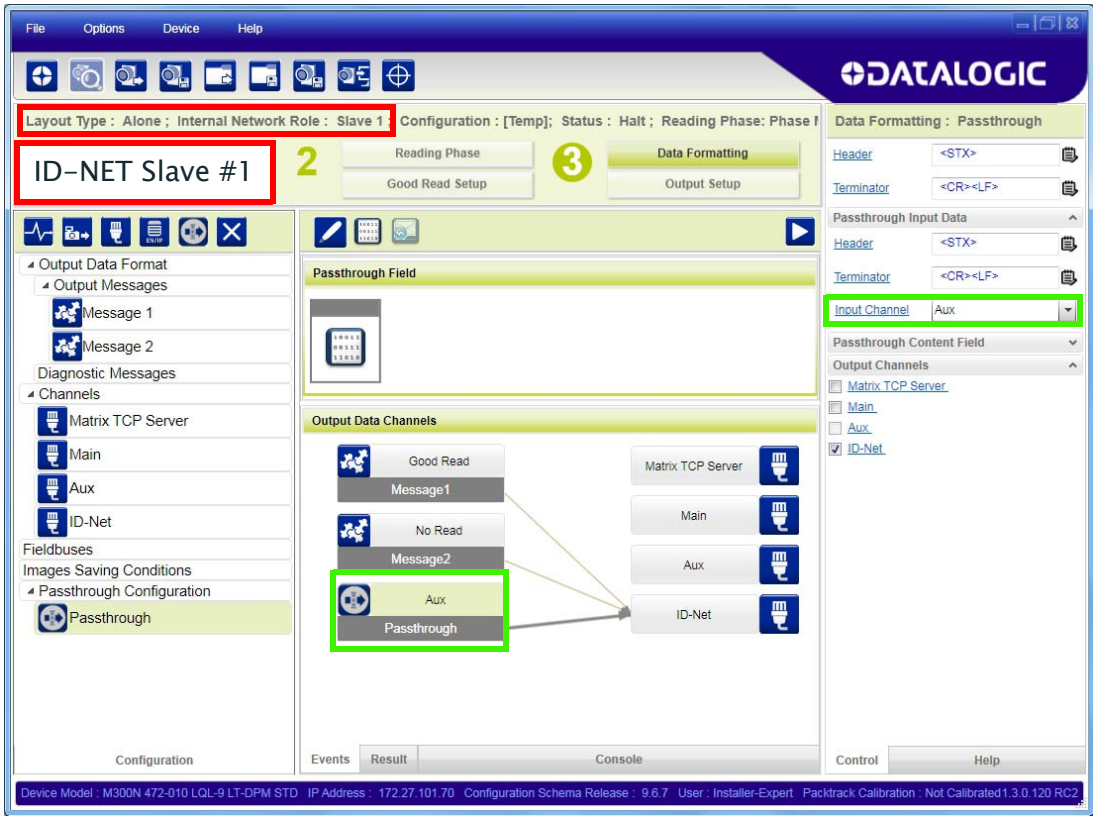 File Options Device Help
DATALOGIC
Layout Type : Alone ; Internal Network Role : Slave 1 ; Configuration : [Temp]; Status : Halt ; Reading Phase: Phase
ID-NET Slave #1
2
Reading Phase
Good Read Setup
3
Data Formatting
Output Setup
EN/IP
Output Data Format
Output Messages
Message 1
Message 2
Diagnostic Messages
Channels
Matrix TCP Server
Main
Aux
ID-Net
Fieldbuses
Images Saving Conditions
Passthrough Configuration
Passthrough
Configuration
Passthrough Field
10011
00111
11010
Output Data Channels
Good Read
Message1
No Read
Message2
Aux
Passthrough
Matrix TCP Server
Main
Aux
ID-Net
Events Result Console
Data Formatting : Passthrough
Header <STX>
Terminator <CR><LF>
Passthrough Input Data
Header <STX>
Terminator <CR><LF>
Input Channel Aux
Passthrough Content Field
Output Channels
Matrix TCP Server
Main
Aux
ID-Net
Control Help
Device Model : M300N 472-010 LQL-9 LT-DPM STD IP Address : 172.27.101.70 Configuration Schema Release : 9.6.7 User : Installer-Expert Packtrack Calibration : Not Calibrated 1.3.0.120 RC2